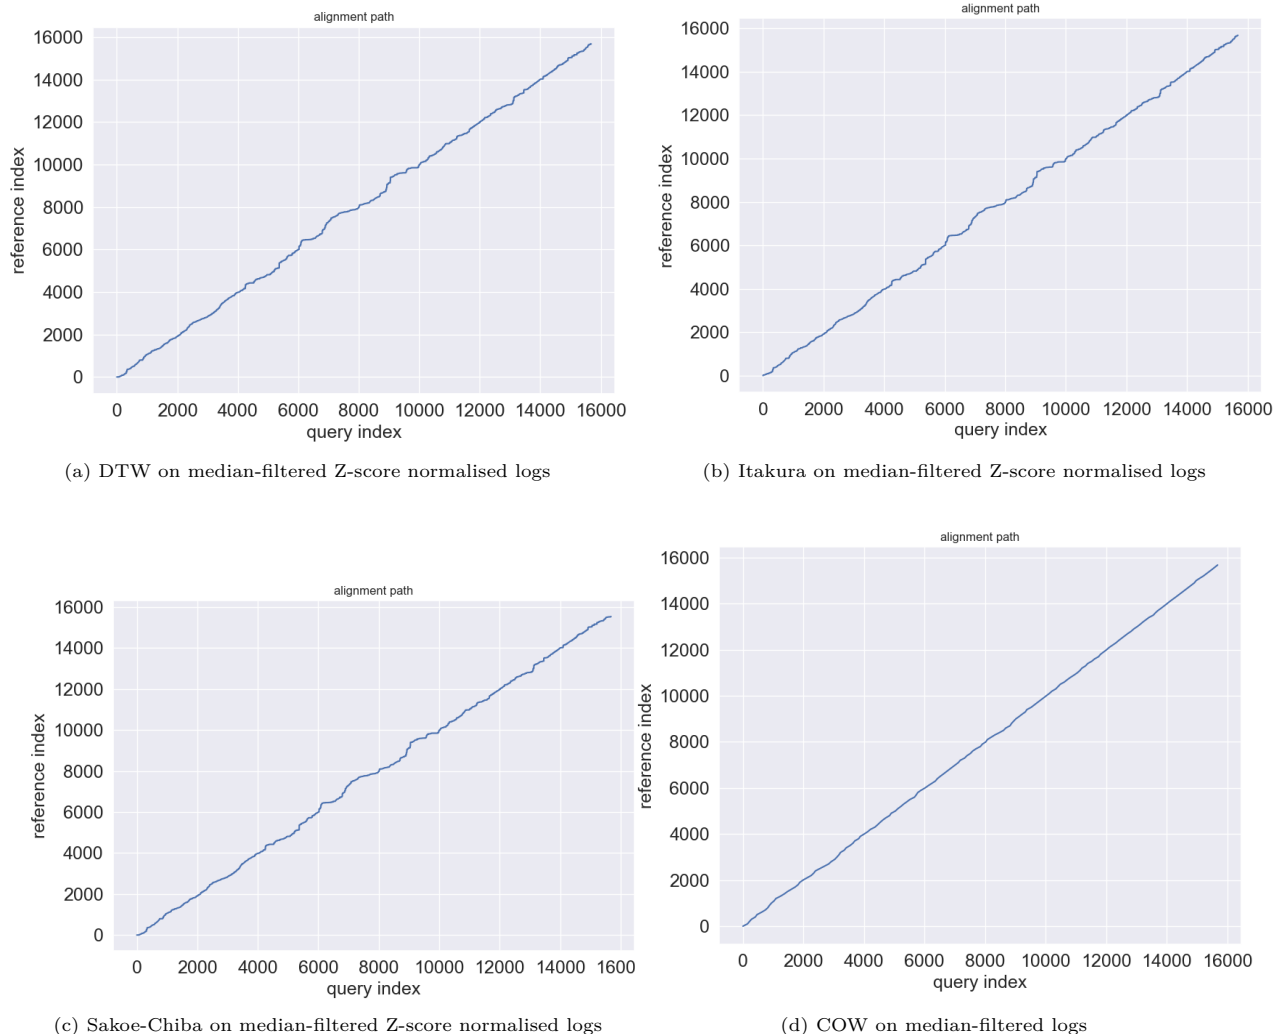 alignment path
16000
14000
12000
10000
8000
6000
4000
2000
0
reference index
0 2000 4000 6000 8000 10000 12000 14000 16000
query index
(a) DTW on median-filtered Z-score normalised logs
alignment path
16000
14000
12000
10000
8000
6000
4000
2000
0
reference index
0 2000 4000 6000 8000 10000 12000 14000 16000
query index
(b) Itakura on median-filtered Z-score normalised logs
alignment path
16000
14000
12000
10000
8000
6000
4000
2000
0
reference index
0 2000 4000 6000 8000 10000 12000 14000 16000
query index
(c) Sakoe-Chiba on median-filtered Z-score normalised logs
alignment path
16000
14000
12000
10000
8000
6000
4000
2000
0
reference index
0 2000 4000 6000 8000 10000 12000 14000 16000
query index
(d) COW on median-filtered logs